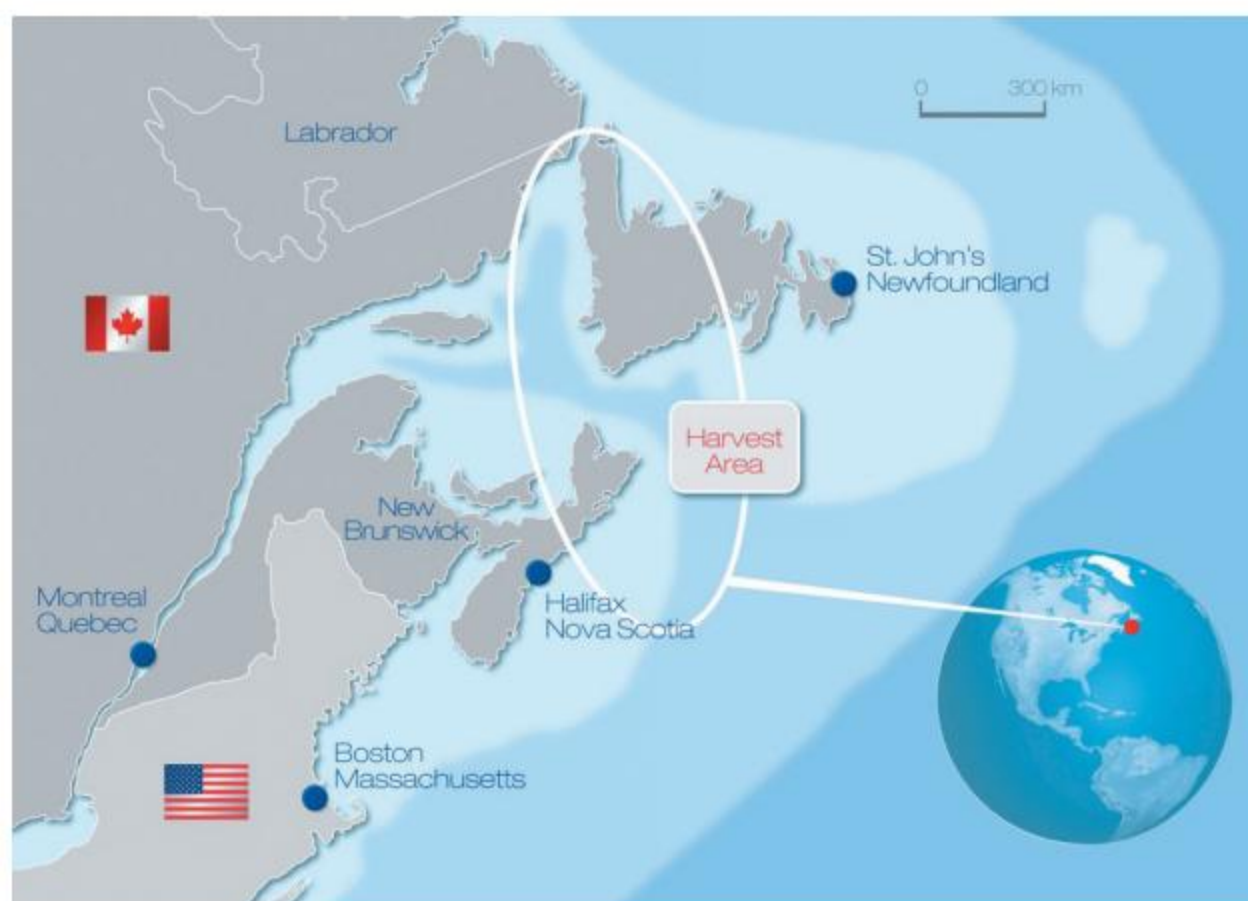 0 300 km
Labrador
St. John's
Newfoundland
Harvest
Area
New
Brunswick
Montreal
Quebec
Halifax
Nova Scotia
Boston
Massachusetts